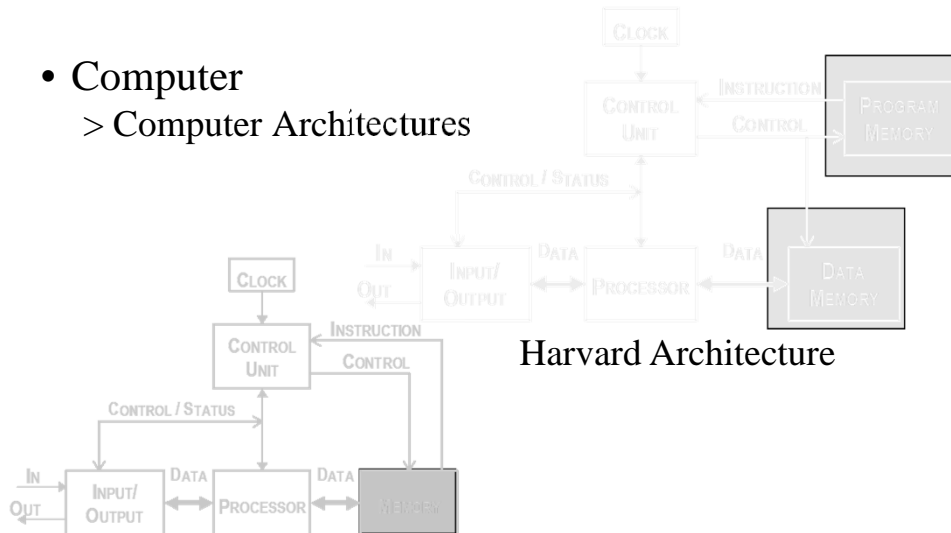 • Computer
> Computer Architectures
CLOCK
CONTROL
UNIT
INSTRUCTION
CONTROL
PROGRAM
MEMORY
CONTROL / STATUS
IN
OUT
INPUT/
OUTPUT
DATA
PROCESSOR
DATA
DATA
MEMORY
Harvard Architecture
CLOCK
CONTROL
UNIT
INSTRUCTION
CONTROL
CONTROL / STATUS
IN
OUT
INPUT/
OUTPUT
DATA
PROCESSOR
DATA
MEMORY